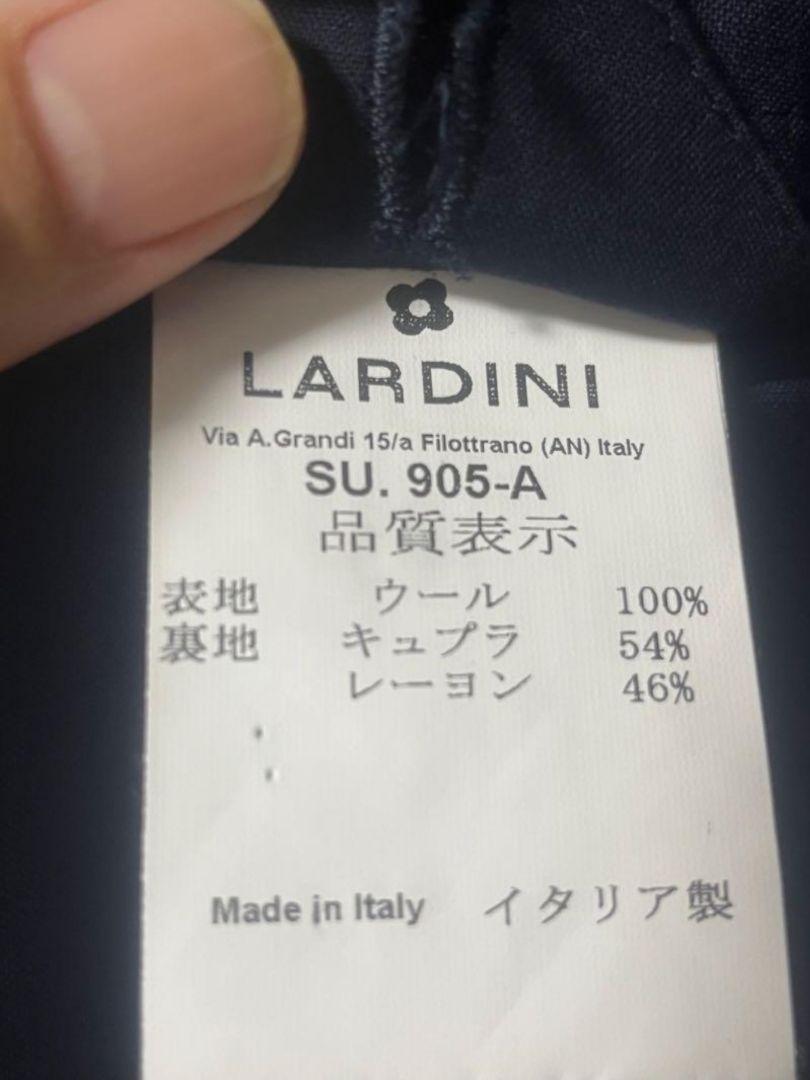 LARDINI
Via A.Grandi 15/a Filottrano (AN) Italy
SU. 905-A
品質表示
表地 ウール 100%
裏地 キュプラ 54%
レーヨン 46%
Made in Italy イタリア製